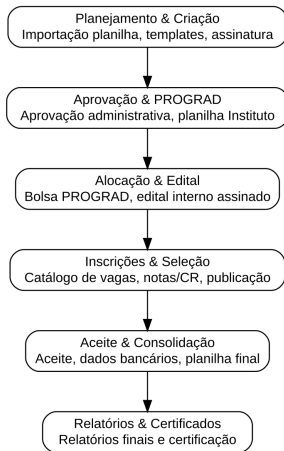 Planejamento & Criação
Importação planilha, templates, assinatura
Aprovação & PROGRAD
Aprovação administrativa, planilha Instituto
Alocação & Edital
Bolsa PROGRAD, edital interno assinado
Inscrições & Seleção
Catálogo de vagas, notas/CR, publicação
Aceite & Consolidação
Aceite, dados bancários, planilha final
Relatórios & Certificados
Relatórios finais e certificação